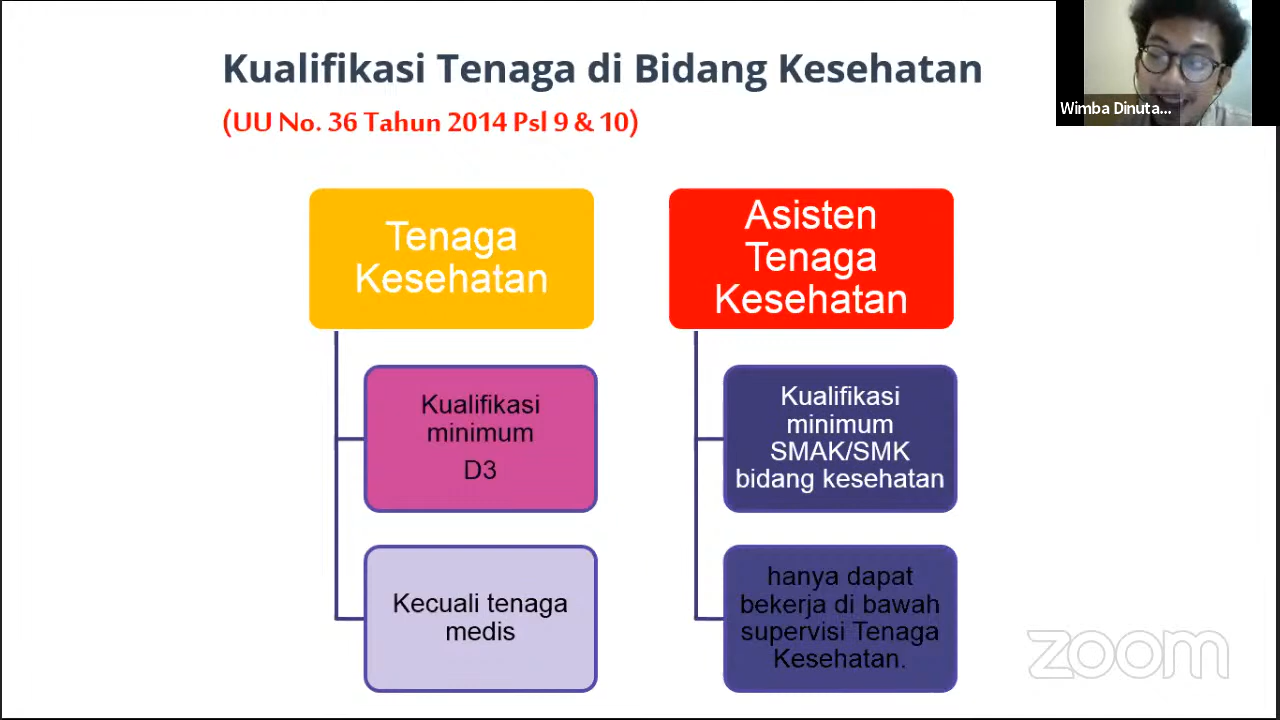 Kualifikasi Tenaga di Bidang Kesehatan
(UU No. 36 Tahun 2014 Psl 9 & 10)
Wimba Dinuta...
Tenaga
Kesehatan
Kualifikasi
minimum
D3
Kecuali tenaga
medis
Asisten
Tenaga
Kesehatan
Kualifikasi
minimum
SMAK/SMK
bidang kesehatan
hanya dapat
bekerja di bawah
supervisi Tenaga
Kesehatan.
zoom